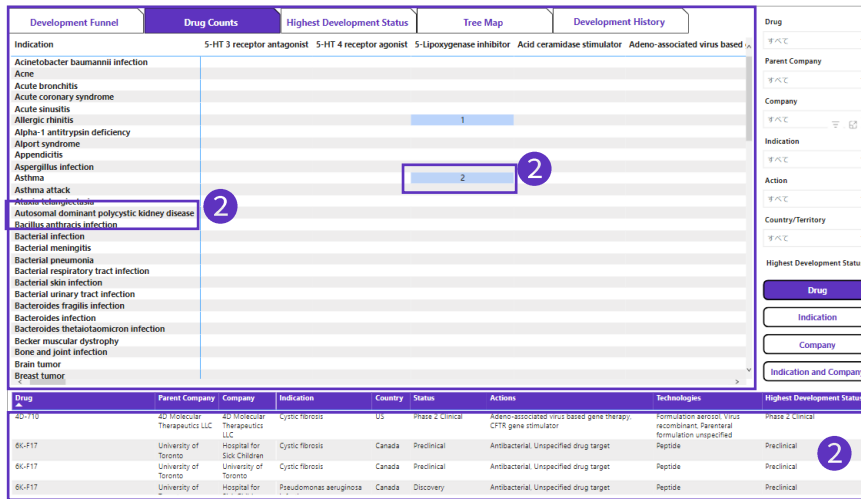 Development Funnel Drug Counts Highest Development Status Tree Map Development History
Indication 5-HT 3 receptor antagonist 5-HT 4 receptor agonist 5-Lipoxygenase inhibitor Acid ceramidase stimulator Adeno-associated virus based
Acinetobacter baumannii infection
Acne
Acute bronchitis
Acute coronary syndrome
Acute sinusitis
Allergic rhinitis 1
Alpha-1 antitrypsin deficiency
Alport syndrome
Appendicitis
Aspergillus infection
Asthma 2
Asthma attack
Ataxia telangiectasia
Autosomal dominant polycystic kidney disease
Bacillus anthracis infection
Bacterial infection
Bacterial meningitis
Bacterial pneumonia
Bacterial respiratory tract infection
Bacterial skin infection
Bacterial urinary tract infection
Bacteroides fragilis infection
Bacteroides infection
Bacteroides thetaiotaomicron infection
Becker muscular dystrophy
Bone and joint infection
Brain tumor
Breast tumor
2
2
Drug
すべて
Parent Company
すべて
Company
すべて
Indication
すべて
Action
すべて
Country/Territory
すべて
Highest Development Statu
Drug
Indication
Company
Indication and Company
Drug Parent Company Company Indication Country Status Actions Technologies Highest Development Status
4D-710 4D Molecular 4D Molecular Cystic fibrosis US Phase 2 Clinical Adeno-associated virus based gene therapy, Formulation aerosol, Virus Phase 2 Clinical
Therapeutics LLC Therapeutics CFTR gene stimulator recombinant, Parenteral
LLC formulation unspecified
6K-F17 University of Hospital for Cystic fibrosis Canada Preclinical Antibacterial, Unspecified drug target Peptide Preclinical
Toronto Sick Children
6K-F17 University of University of Cystic fibrosis Canada Preclinical Antibacterial, Unspecified drug target Peptide Preclinical
Toronto Toronto
6K-F17 University of Hospital for Pseudomonas aeruginosa Canada Discovery Antibacterial, Unspecified drug target Peptide Preclinical
2